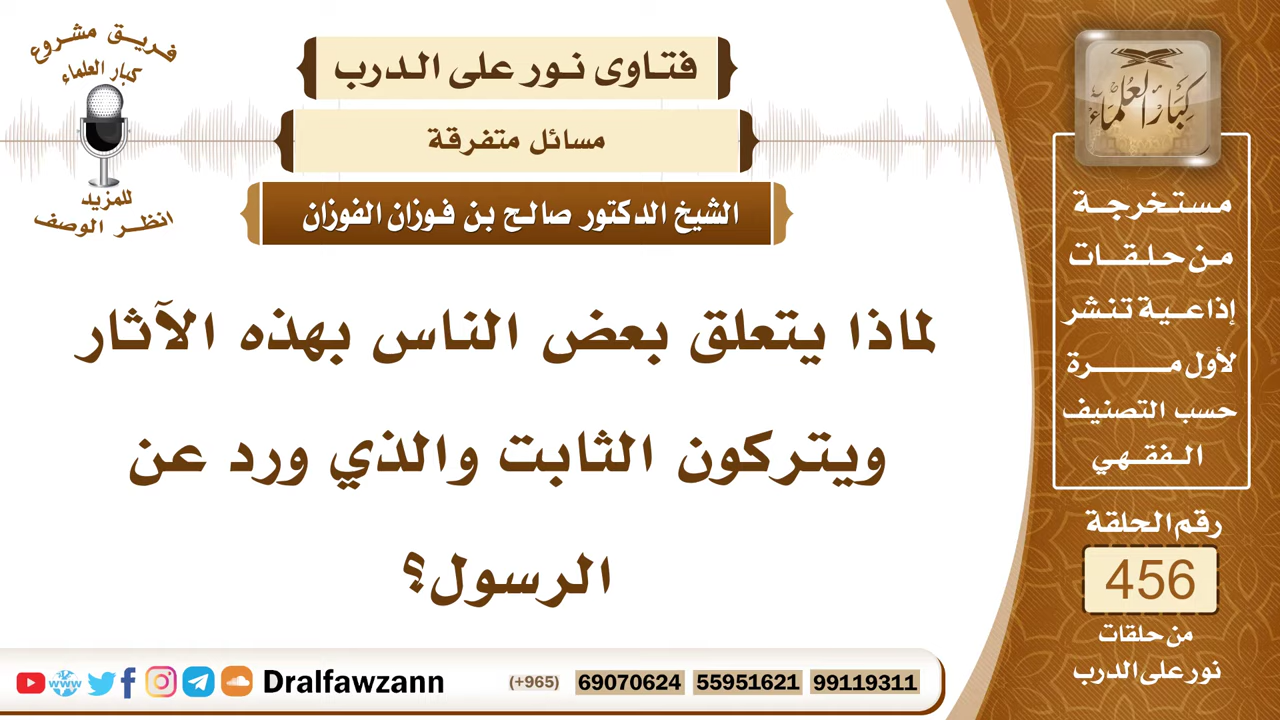 فريق مشروع
كبار العلماء
للمزيد
انظر الوصف
فتاوى نور على الدرب
مسائل متفرقة
الشيخ الدكتور صالح بن فوزان الفوزان
لماذا يتعلق بعض الناس بهذه الآثار
ويتركون الثابت والذي ورد عن
الرسول؟
كبار العلماء
مستخرجة
من حلقات
إذاعية تنشر
لأول مرة
حسب التصنيف
الفقهي
رقم الحلقة
456
من حلقات
نور على الدرب
www Dralfawzann (+965) 69070624 55951621 99119311